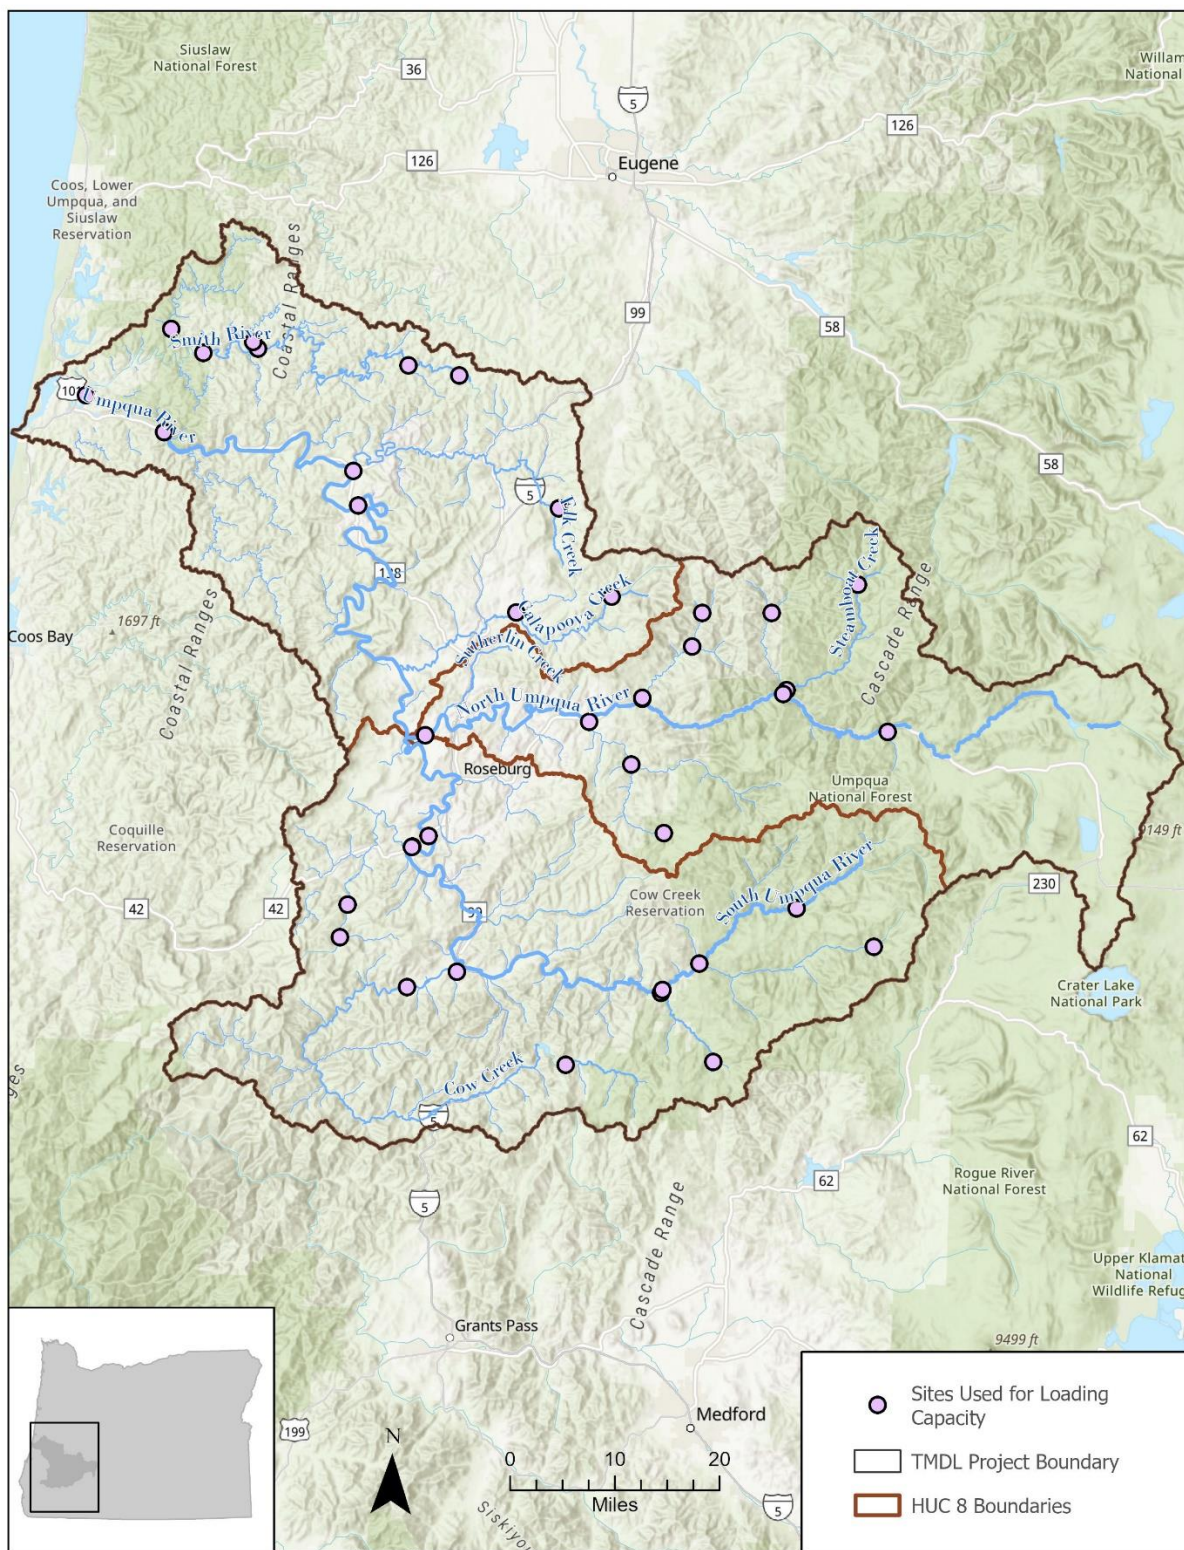 Siuslaw
National Forest
36
5
Willam
National
126
126
Eugene
Coos, Lower
Umpqua, and
Siuslaw
Reservation
Coastal Ranges
99
58
Smith River
101
Umpqua River
58
5
Elk Creek
138
Steamboat Creek
Calapooya Creek
Cascade Range
1697 ft
Coos Bay
Sutherlin Creek
Coastal Ranges
North Umpqua River
Roseburg
Umpqua
National Forest
Coquille
Reservation
9149 ft
South Umpqua River
Cow Creek
Reservation
230
42
42
99
Crater Lake
National Park
Cow Creek
5
ges
62
62
Rogue River
National Forest
5
Cascade Range
Upper Klamat
National
Wildlife Refug
Grants Pass
9499 ft
Medford
199
N
0 10 20
Miles
5
Siskiyou
Sites Used for Loading
Capacity
TMDL Project Boundary
HUC 8 Boundaries